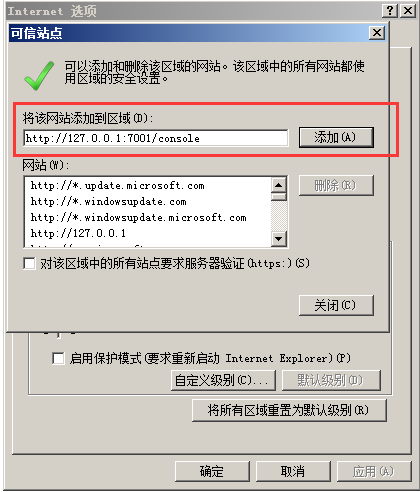 Internet 选项
可信站点
可以添加和删除该区域的网站。该区域中的所有网站都使
用区域的安全设置。
将该网站添加到区域(D):
http://127.0.0.1:7001/console
添加(A)
网站(W):
http://*.update.microsoft.com
http://*.windowsupdate.com
http://*.windowsupdate.microsoft.com
http://127.0.0.1
删除(R)
对该区域中的所有站点要求服务器验证(https:)(S)
关闭(C)
启用保护模式(要求重新启动 Internet Explorer)(P)
自定义级别(C)...
默认级别(D)
将所有区域重置为默认级别(R)
确定
取消
应用(A)